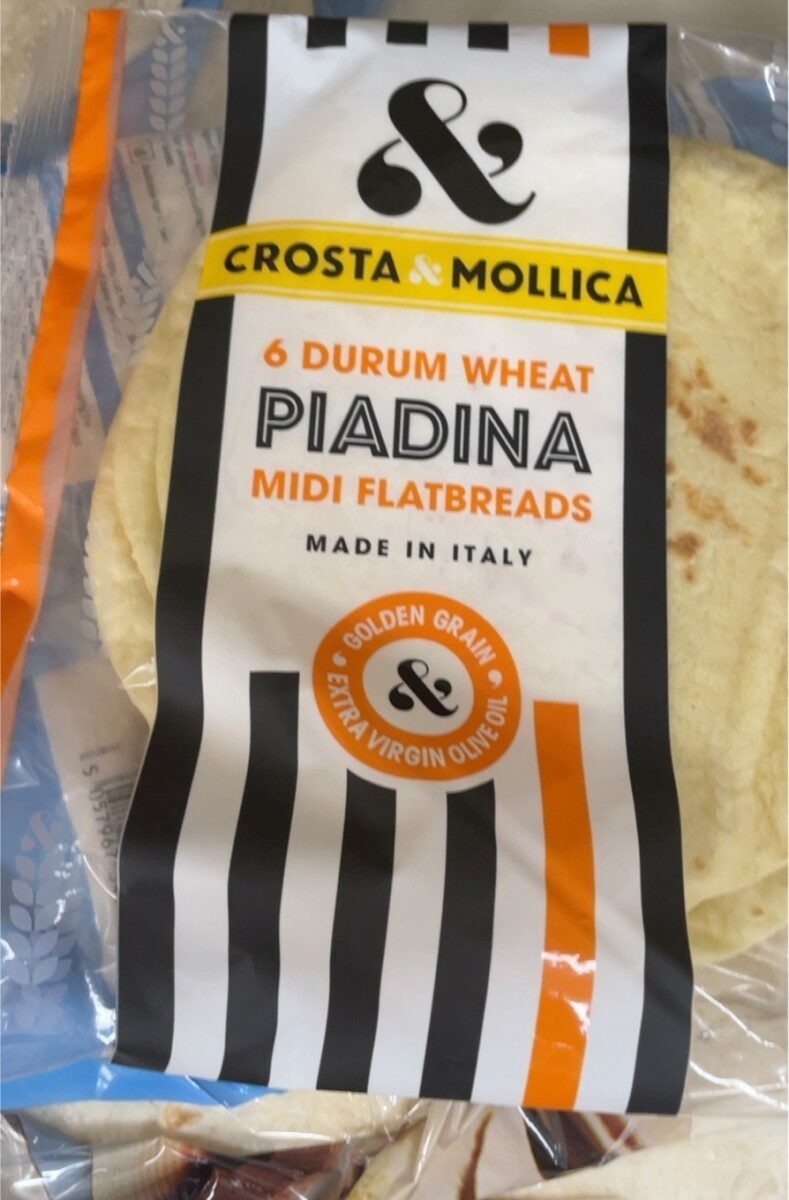 &
CROSTA & MOLLICA
6 DURUM WHEAT
PIADINA
MIDI FLATBREADS
MADE IN ITALY
GOLDEN GRAIN
&
EXTRA VIRGIN OLIVE OIL